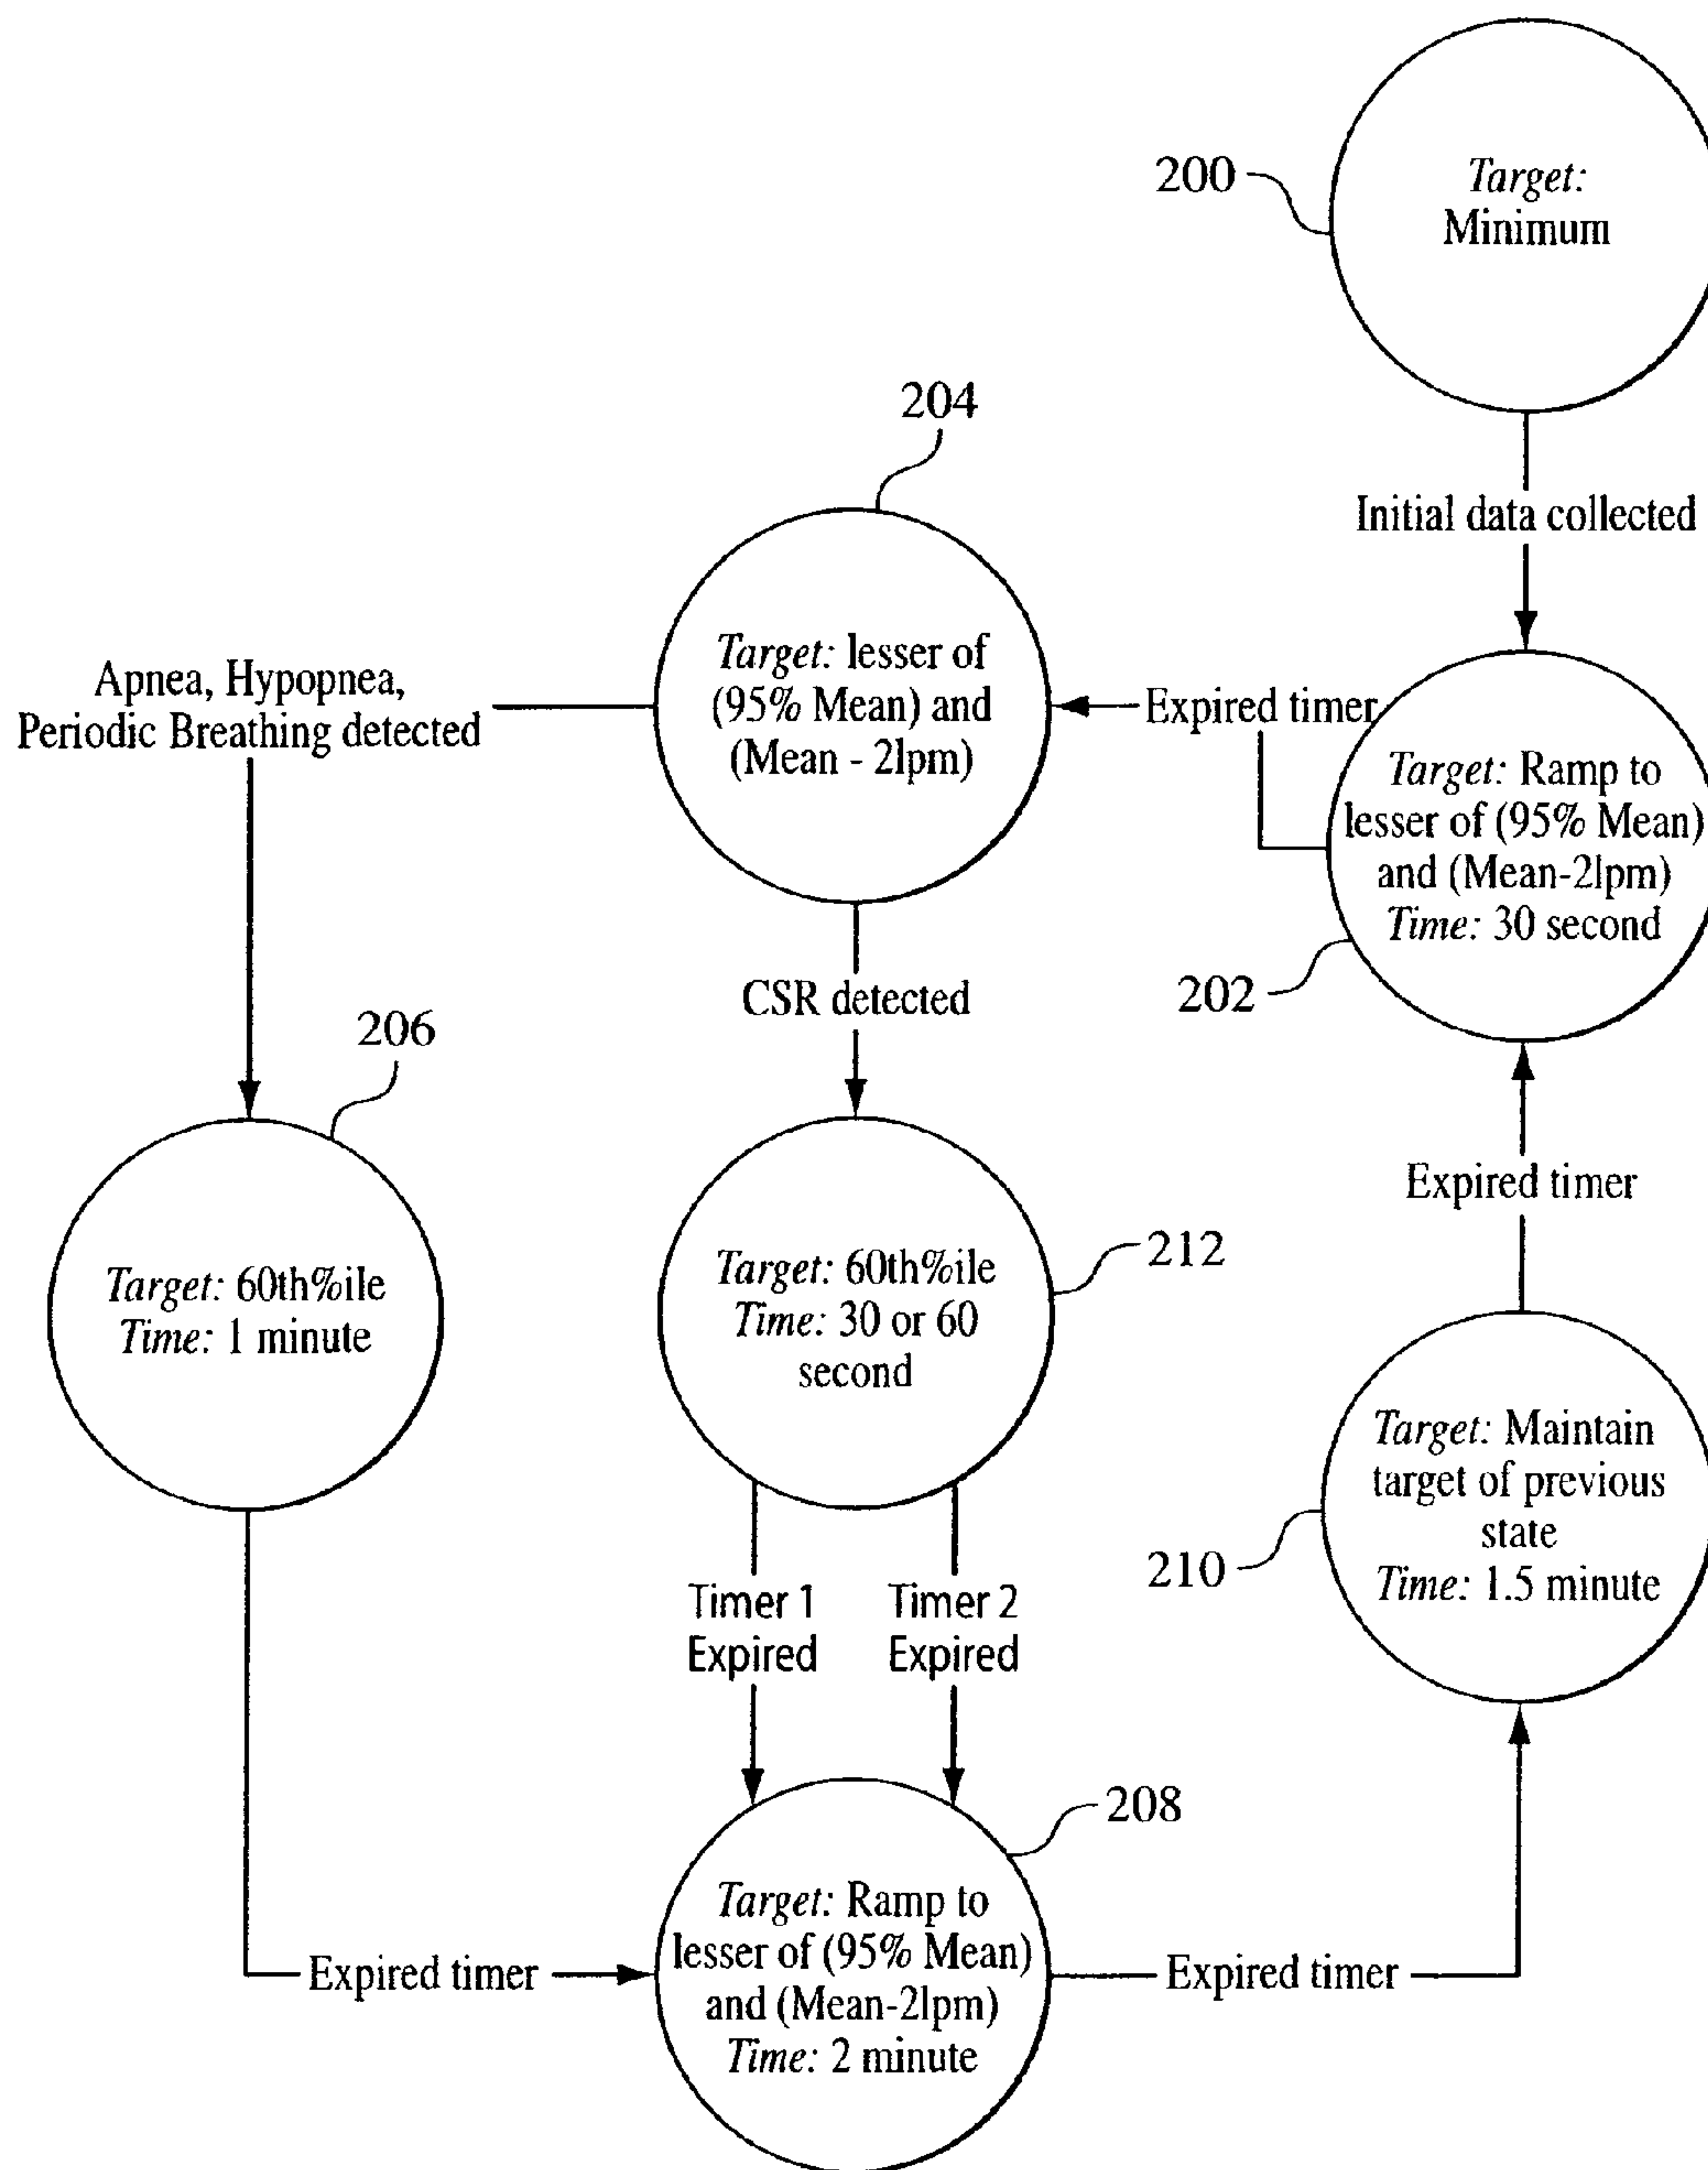 200
Target:
Minimum
Initial data collected
204
Target: lesser of
(95% Mean) and
(Mean - 2lpm)
Apnea, Hypopnea,
Periodic Breathing detected
Expired timer
Target: Ramp to
lesser of (95% Mean)
and (Mean-2lpm)
Time: 30 second
202
CSR detected
206
Expired timer
Target: 60th%ile
Time: 1 minute
Target: 60th%ile
Time: 30 or 60
second
212
Target: Maintain
target of previous
state
Time: 1.5 minute
210
Timer 1
Expired
Timer 2
Expired
208
Target: Ramp to
lesser of (95% Mean)
and (Mean-2lpm)
Time: 2 minute
Expired timer
Expired timer